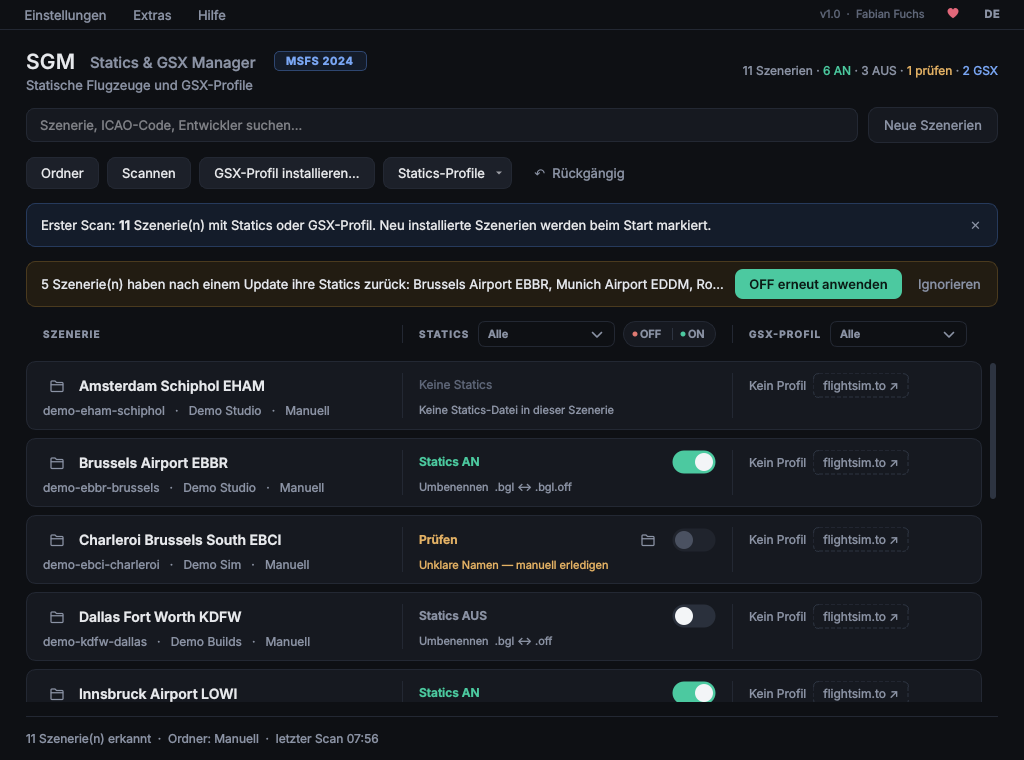 Einstellungen Extras Hilfe v1.0 · Fabian Fuchs DE
SGM Statics & GSX Manager MSFS 2024
Statische Flugzeuge und GSX-Profile
11 Szenerien · 6 AN · 3 AUS · 1 prüfen · 2 GSX
Szenerie, ICAO-Code, Entwickler suchen... Neue Szenerien
Ordner Scannen GSX-Profil installieren... Statics-Profile Rückgängig
Erster Scan: 11 Szenerie(n) mit Statics oder GSX-Profil. Neu installierte Szenerien werden beim Start markiert.
5 Szenerie(n) haben nach einem Update ihre Statics zurück: Brussels Airport EBBR, Munich Airport EDDM, Ro... OFF erneut anwenden Ignorieren
SZENERIE STATICS Alle OFF ON GSX-PROFIL Alle
Amsterdam Schiphol EHAM Keine Statics Kein Profil flightsim.to ↗
demo-eham-schiphol · Demo Studio · Manuell Keine Statics-Datei in dieser Szenerie
Brussels Airport EBBR Statics AN Kein Profil flightsim.to ↗
demo-ebbr-brussels · Demo Studio · Manuell Umbenennen .bgl ↔ .bgl.off
Charleroi Brussels South EBCI Prüfen Kein Profil flightsim.to ↗
demo-ebci-charleroi · Demo Sim · Manuell Unklare Namen — manuell erledigen
Dallas Fort Worth KDFW Statics AUS Kein Profil flightsim.to ↗
demo-kdfw-dallas · Demo Builds · Manuell Umbenennen .bgl ↔ .off
Innsbruck Airport LOWI Statics AN Kein Profil flightsim.to ↗
11 Szenerie(n) erkannt · Ordner: Manuell · letzter Scan 07:56